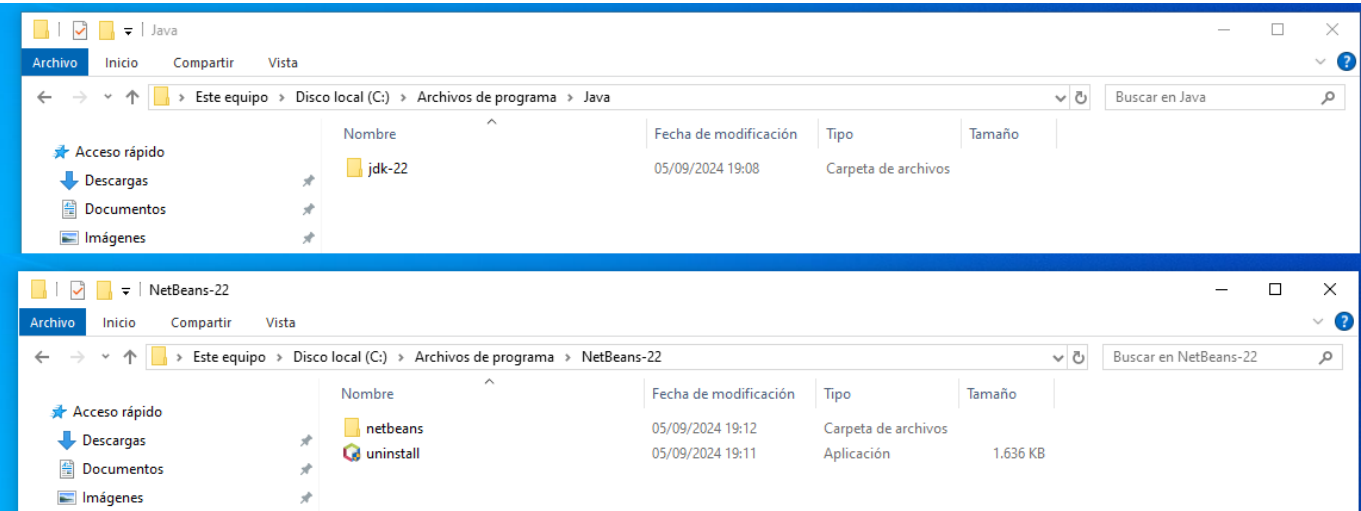 Java
Archivo Inicio Compartir Vista
Este equipo > Disco local (C:) > Archivos de programa > Java Buscar en Java
Nombre Fecha de modificación Tipo Tamaño
Acceso rápido
jdk-22 05/09/2024 19:08 Carpeta de archivos
Descargas
Documentos
Imágenes
NetBeans-22
Archivo Inicio Compartir Vista
Este equipo > Disco local (C:) > Archivos de programa > NetBeans-22 Buscar en NetBeans-22
Nombre Fecha de modificación Tipo Tamaño
Acceso rápido
netbeans 05/09/2024 19:12 Carpeta de archivos
Descargas
uninstall 05/09/2024 19:11 Aplicación 1.636 KB
Documentos
Imágenes